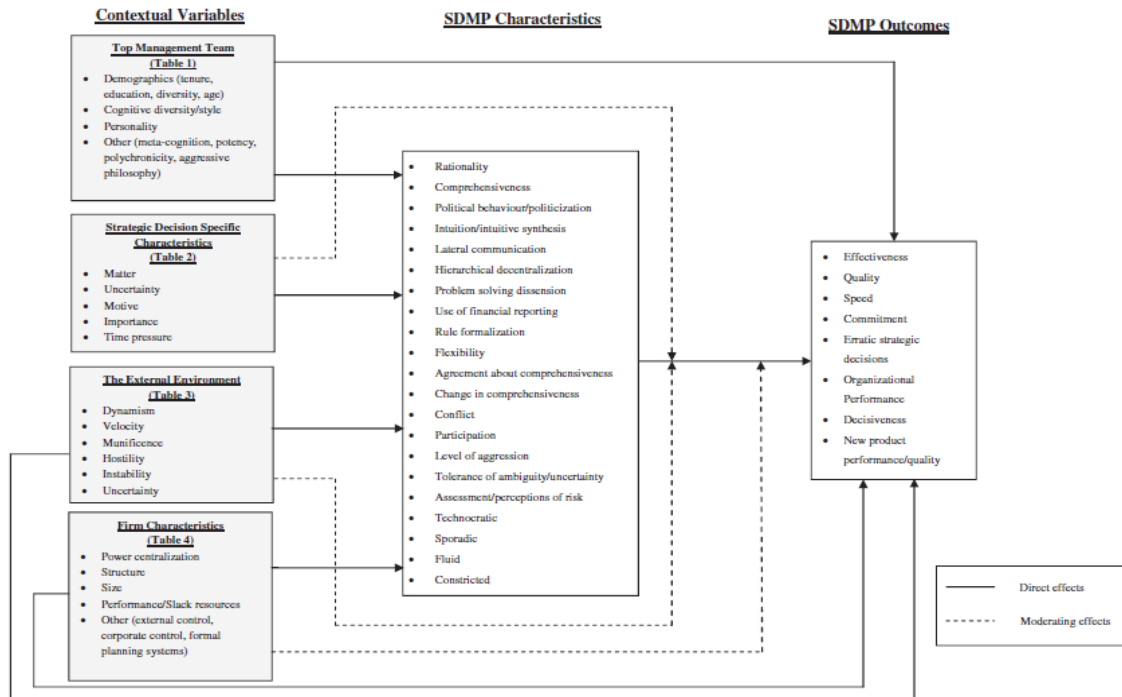 Contextual Variables
SDMP Characteristics
SDMP Outcomes
Top Management Team
(Table 1)
• Demographics (tenure,
education, diversity, age)
• Cognitive diversity/style
• Personality
• Other (meta-cognition, potency,
polychronicity, aggressive
philosophy)
Strategic Decision Specific
Characteristics
(Table 2)
• Matter
• Uncertainty
• Motive
• Importance
• Time pressure
The External Environment
(Table 3)
• Dynamism
• Velocity
• Munificence
• Hostility
• Instability
• Uncertainty
Firm Characteristics
(Table 4)
• Power centralization
• Structure
• Size
• Performance/Slack resources
• Other (external control,
corporate control, formal
planning systems)
• Rationality
• Comprehensiveness
• Political behaviour/politicization
• Intuition/intuitive synthesis
• Lateral communication
• Hierarchical decentralization
• Problem solving dissension
• Use of financial reporting
• Rule formalization
• Flexibility
• Agreement about comprehensiveness
• Change in comprehensiveness
• Conflict
• Participation
• Level of aggression
• Tolerance of ambiguity/uncertainty
• Assessment/perceptions of risk
• Technocratic
• Sporadic
• Fluid
• Constricted
• Effectiveness
• Quality
• Speed
• Commitment
• Erratic strategic
decisions
• Organizational
Performance
• Decisiveness
• New product
performance/quality
Direct effects
Moderating effects